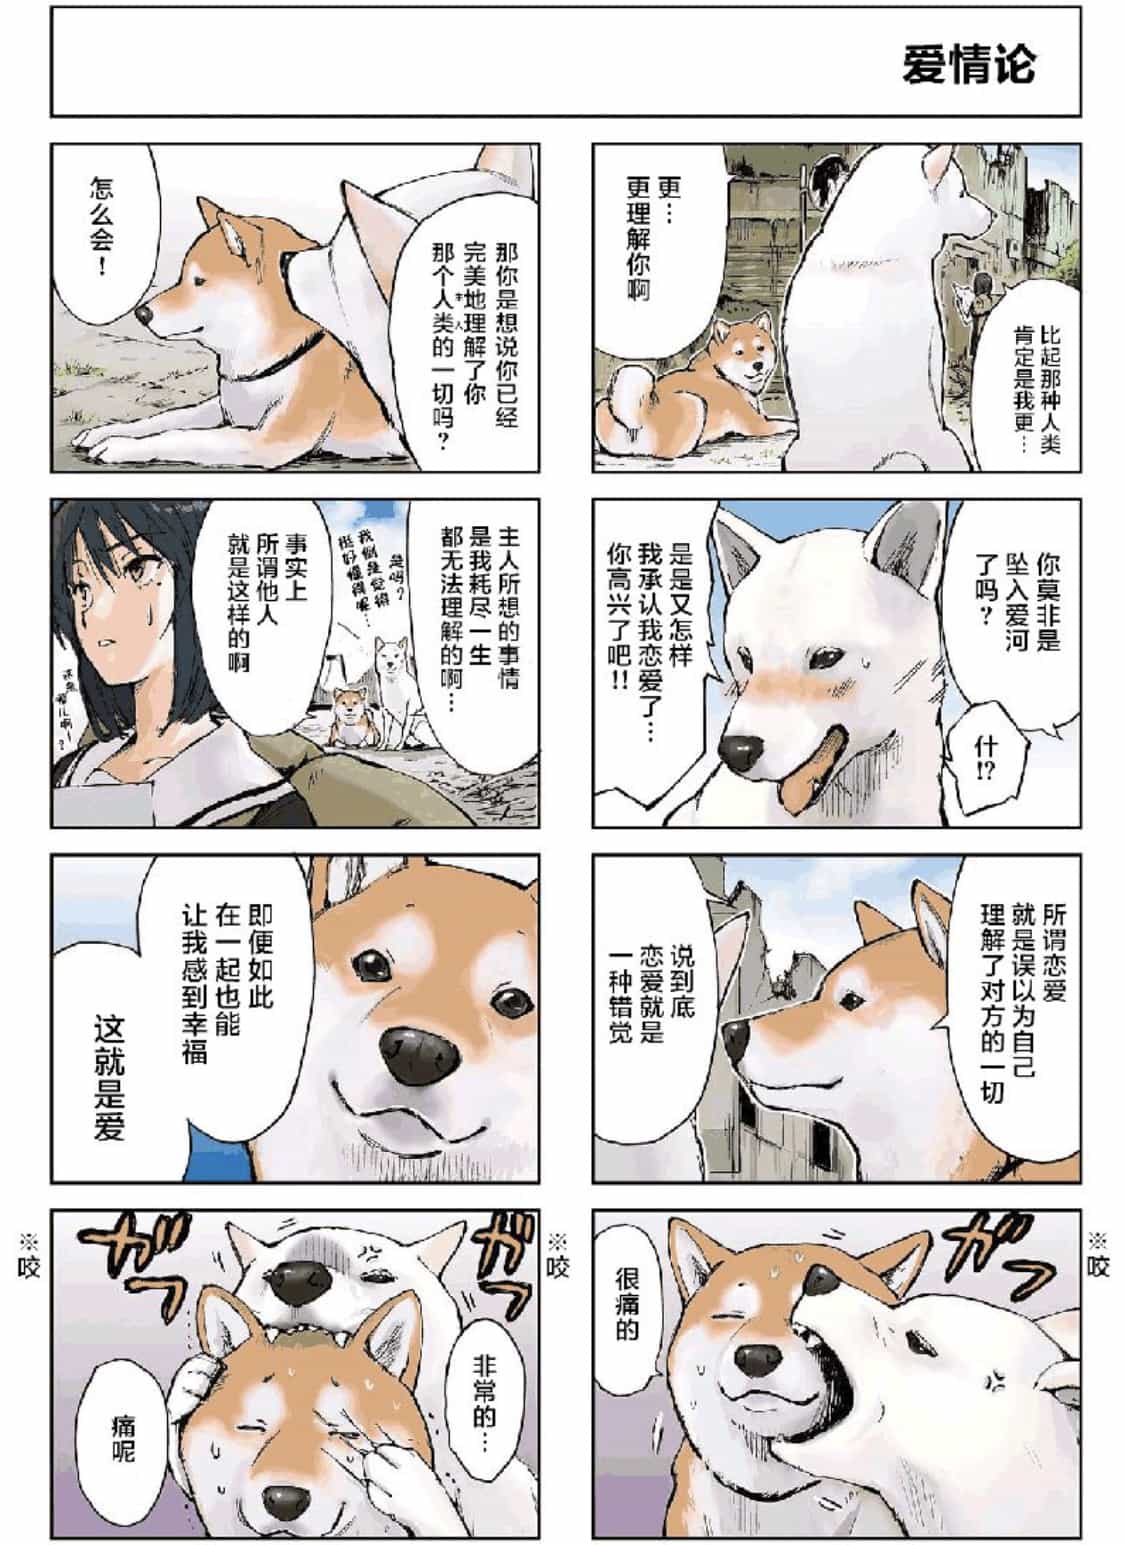 爱情论
比起那种人类
肯定是我更…
更…
更理解你啊
你莫非是
坠入爱河
了吗？
什!?
是是又怎样
我承认我恋爱了…
你高兴了吧!!
所谓恋爱
就是误以为自己
理解了对方的一切
说到底
恋爱就是
一种错觉
※咬
ガブ
很痛的
那你是想说你已经
完美地理解了你
那个人类的一切吗？
主人
怎么会！
主人所想的事情
是我耗尽一生
都无法理解的啊…
是吗？
我倒是觉得
挺好懂得呢…
事实上
所谓他人
就是这样的啊
即便如此
在一起也能
让我感到幸福
这就是爱
※咬
ガブ
非常的…
痛呢
ガブ
※咬